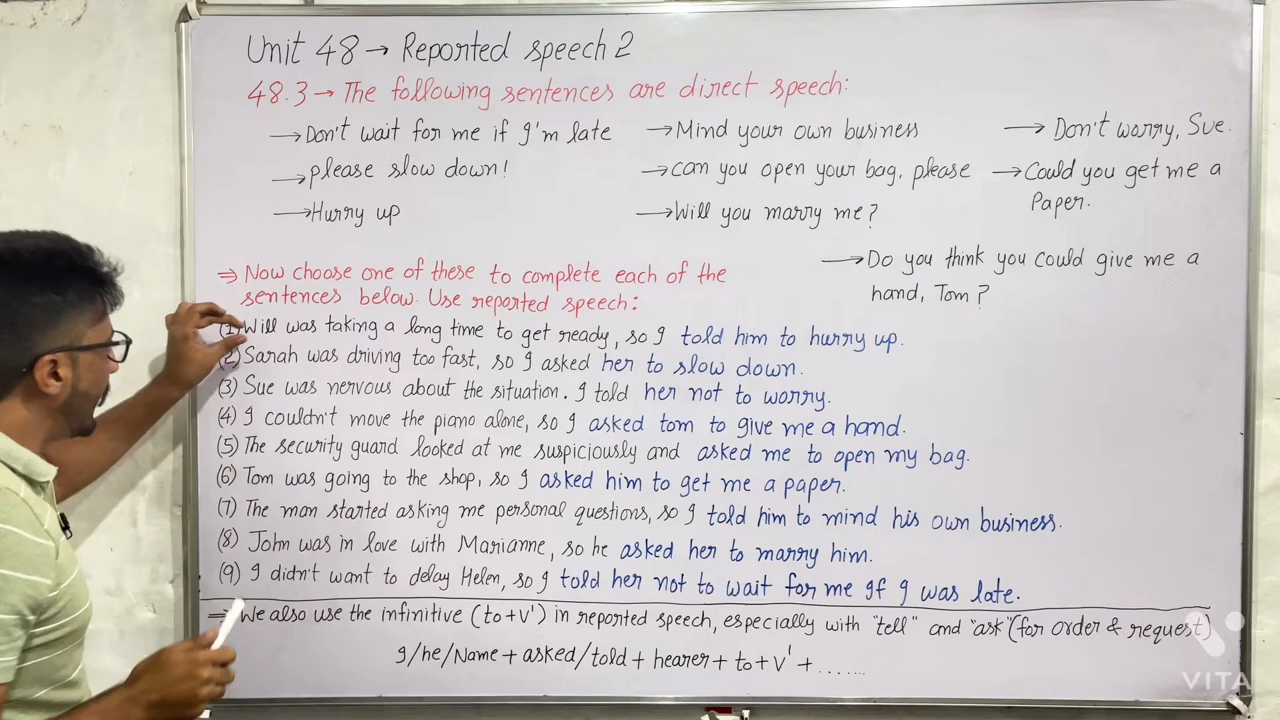 Unit 48 → Reported speech 2
48.3 → The following sentences are direct speech:
→ Don't wait for me if I'm late → Mind your own business → Don't worry, Sue.
→ please slow down! → can you open your bag, please → Could you get me a
Paper.
→ Hurry up → Will you marry me?
→ Do you think you could give me a
hand, Tom?
⇒ Now choose one of these to complete each of the
sentences below. Use reported speech:
(1) Will was taking a long time to get ready, so I told him to hurry up.
(2) Sarah was driving too fast, so I asked her to slow down.
(3) Sue was nervous about the situation. I told her not to worry.
(4) I couldn't move the piano alone, so I asked tom to give me a hand.
(5) The security guard looked at me suspiciously and asked me to open my bag.
(6) Tom was going to the shop, so I asked him to get me a paper.
(7) The man started asking me personal questions, so I told him to mind his own business.
(8) John was in love with Marianne, so he asked her to marry him.
(9) I didn't want to delay Helen, so I told her not to wait for me If I was late.
⇒ We also use the infinitive (to+V¹) in reported speech, especially with "tell" and "ask" (for order & request)
I/he/Name + asked/told + hearer + to + V¹ + .......
VITA